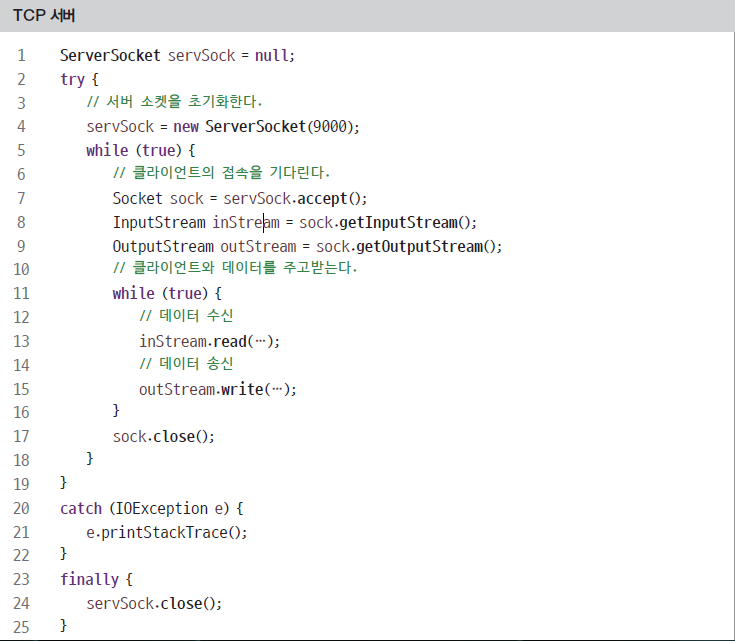 TCP 서버
1 ServerSocket servSock = null;
2 try {
3 // 서버 소켓을 초기화한다.
4 servSock = new ServerSocket(9000);
5 while (true) {
6 // 클라이언트의 접속을 기다린다.
7 Socket sock = servSock.accept();
8 InputStream inStream = sock.getInputStream();
9 OutputStream outStream = sock.getOutputStream();
10 // 클라이언트와 데이터를 주고받는다.
11 while (true) {
12 // 데이터 수신
13 inStream.read(…);
14 // 데이터 송신
15 outStream.write(…);
16 }
17 sock.close();
18 }
19 }
20 catch (IOException e) {
21 e.printStackTrace();
22 }
23 finally {
24 servSock.close();
25 }